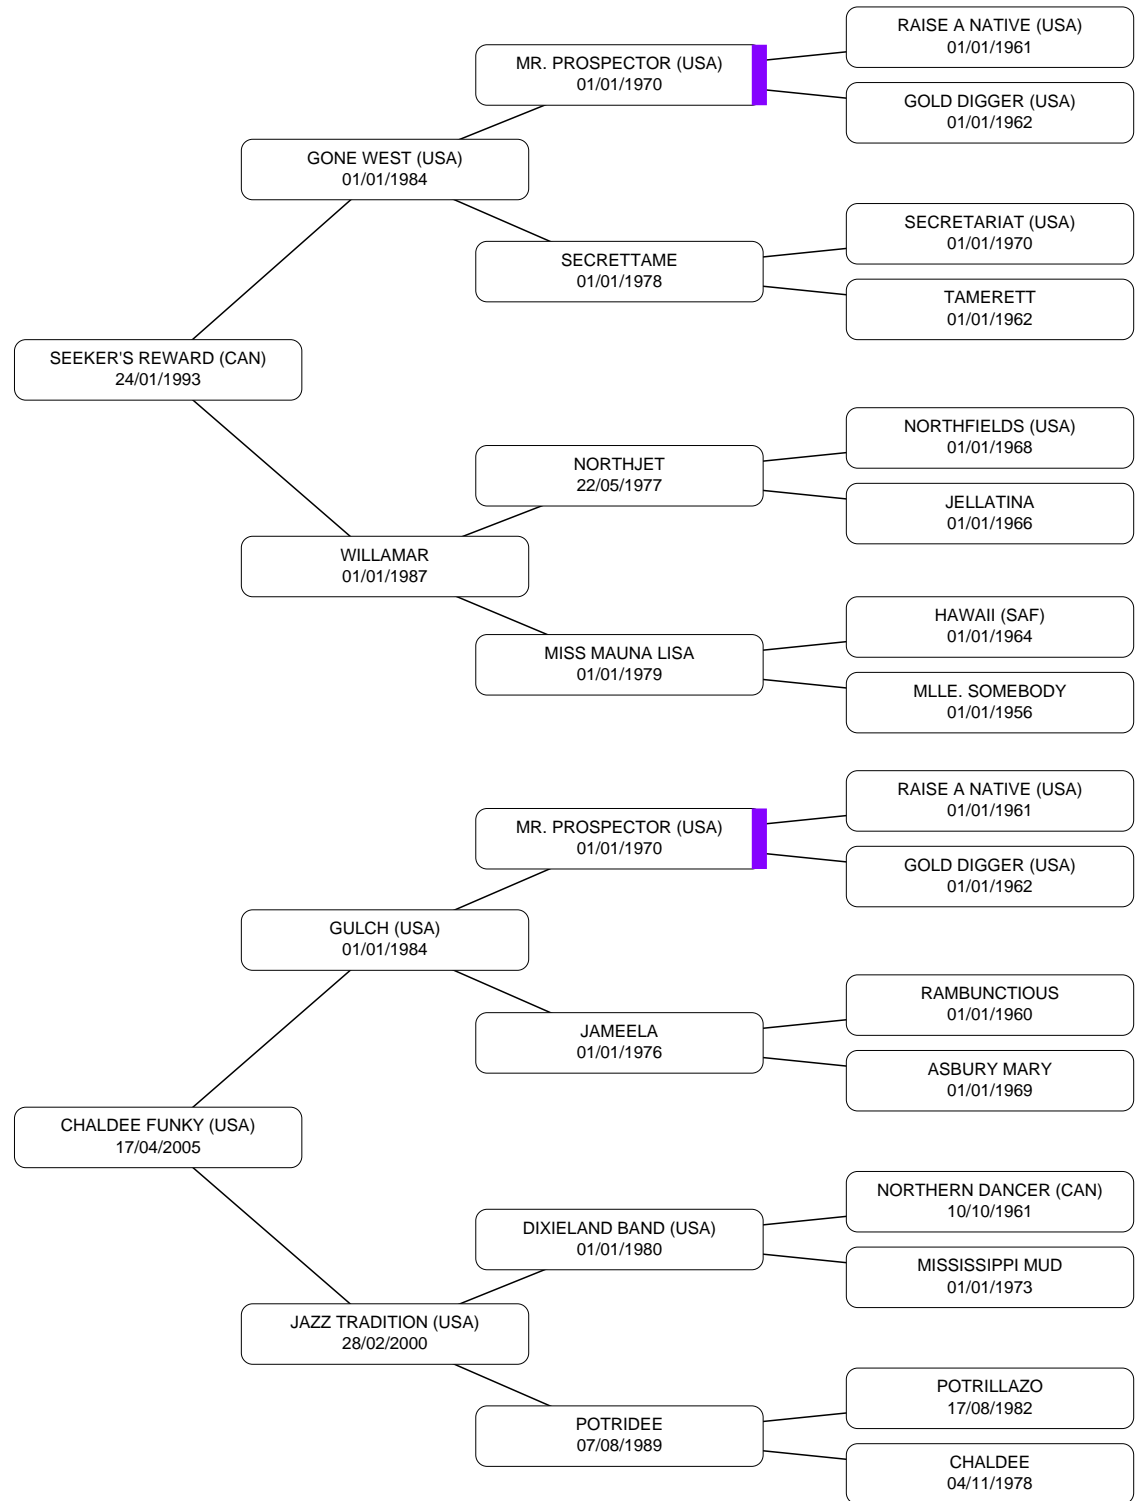 RAISE A NATIVE (USA)
01/01/1961
MR. PROSPECTOR (USA)
01/01/1970
GOLD DIGGER (USA)
01/01/1962
GONE WEST (USA)
01/01/1984
SECRETARIAT (USA)
01/01/1970
SECRETTAME
01/01/1978
TAMERETT
01/01/1962
SEEKER'S REWARD (CAN)
24/01/1993
NORTHFIELDS (USA)
01/01/1968
NORTHJET
22/05/1977
JELLATINA
01/01/1966
WILLAMAR
01/01/1987
HAWAII (SAF)
01/01/1964
MISS MAUNA LISA
01/01/1979
MLLE. SOMEBODY
01/01/1956
RAISE A NATIVE (USA)
01/01/1961
MR. PROSPECTOR (USA)
01/01/1970
GOLD DIGGER (USA)
01/01/1962
GULCH (USA)
01/01/1984
RAMBUNCTIOUS
01/01/1960
JAMEELA
01/01/1976
ASBURY MARY
01/01/1969
CHALDEE FUNKY (USA)
17/04/2005
NORTHERN DANCER (CAN)
10/10/1961
DIXIELAND BAND (USA)
01/01/1980
MISSISSIPPI MUD
01/01/1973
JAZZ TRADITION (USA)
28/02/2000
POTRILLAZO
17/08/1982
POTRIDEE
07/08/1989
CHALDEE
04/11/1978